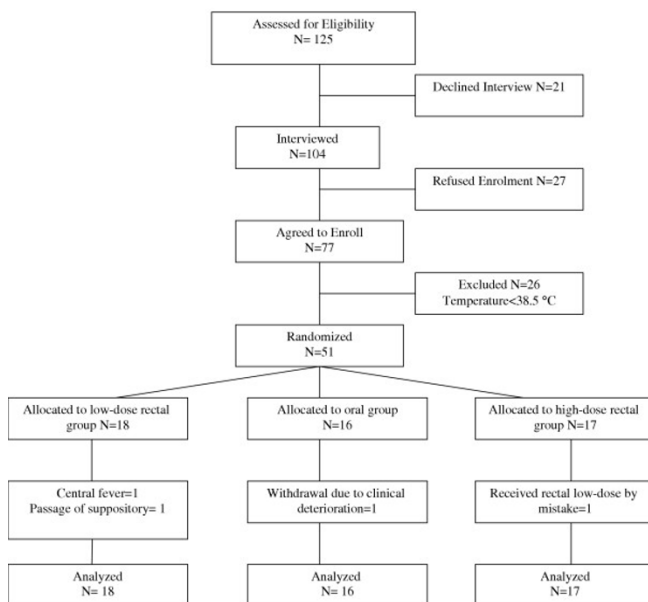 Assessed for Eligibility
N= 125
Declined Interview N=21
Interviewed
N=104
Refused Enrolment N=27
Agreed to Enroll
N=77
Excluded N=26
Temperature<38.5 °C
Randomized
N=51
Allocated to low-dose rectal
group N=18
Allocated to oral group
N=16
Allocated to high-dose rectal
group N=17
Central fever=1
Passage of suppository= 1
Withdrawal due to clinical
deterioration=1
Received rectal low-dose by
mistake=1
Analyzed
N= 18
Analyzed
N= 16
Analyzed
N=17